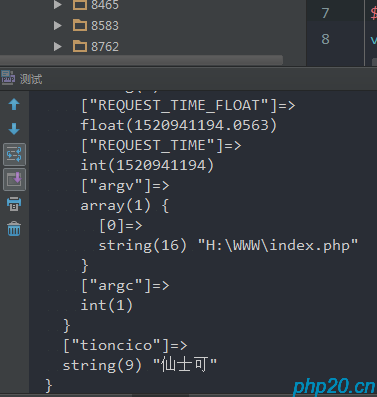 8465
8583
8762
7
8
$
v
测试
["REQUEST_TIME_FLOAT"]=>
float(1520941194.0563)
["REQUEST_TIME"]=>
int(1520941194)
["argv"]=>
array(1) {
[0]=>
string(16) "H:\WWW\index.php"
}
["argc"]=>
int(1)
}
["tioncico"]=>
string(9) "仙士可"
}
php20.cn